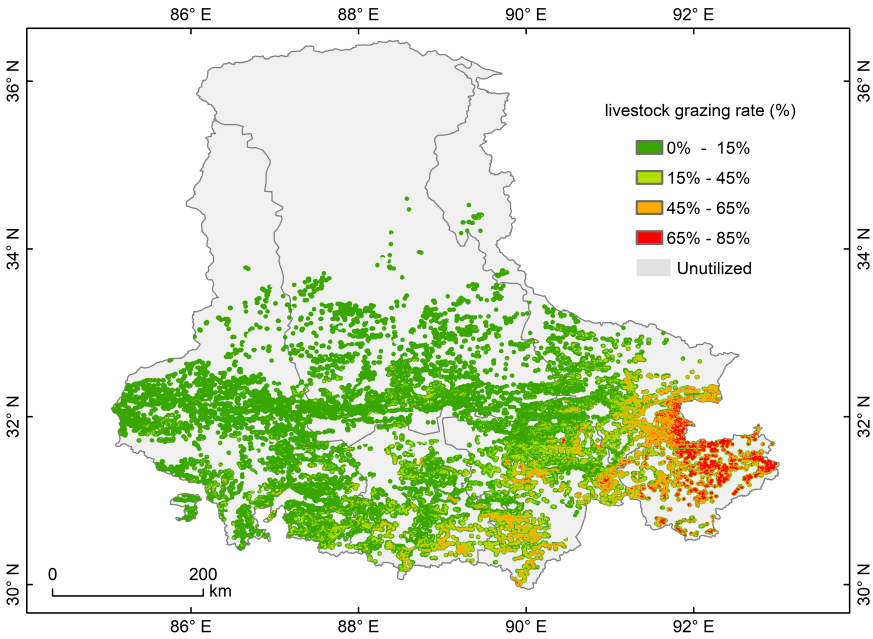 86° E 88° E 90° E 92° E
36° N 36° N
livestock grazing rate (%)
0% - 15%
15% - 45%
45% - 65%
65% - 85%
34° N 34° N
Unutilized
32° N 32° N
0 200
km
30° N 30° N
86° E 88° E 90° E 92° E